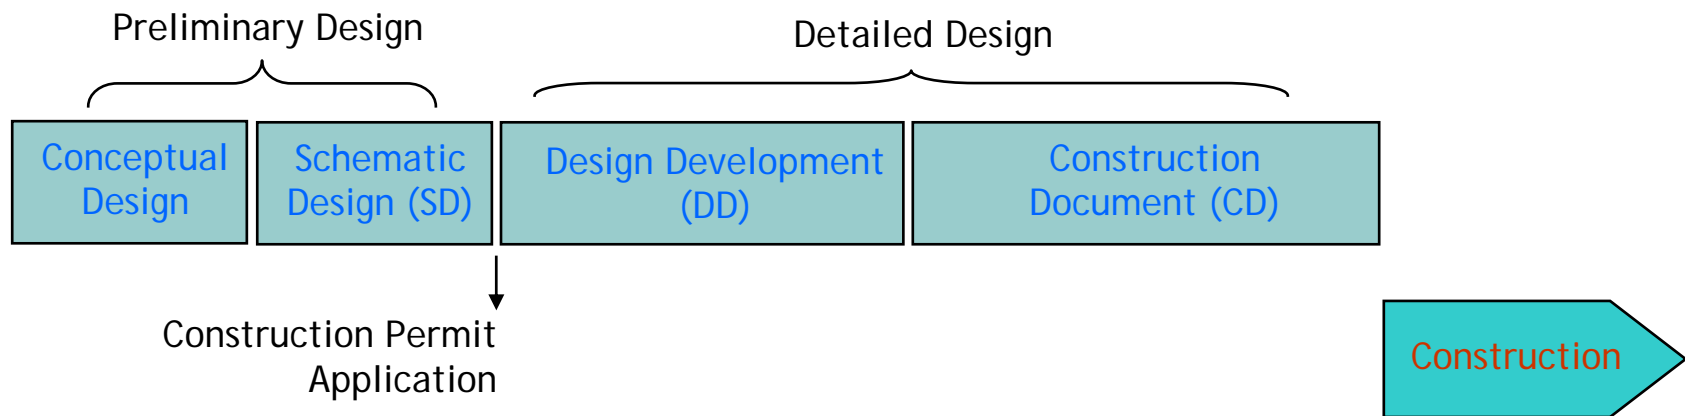 Preliminary Design
Detailed Design
Conceptual
Design
Schematic
Design (SD)
Design Development
(DD)
Construction
Document (CD)
Construction Permit
Application
Construction